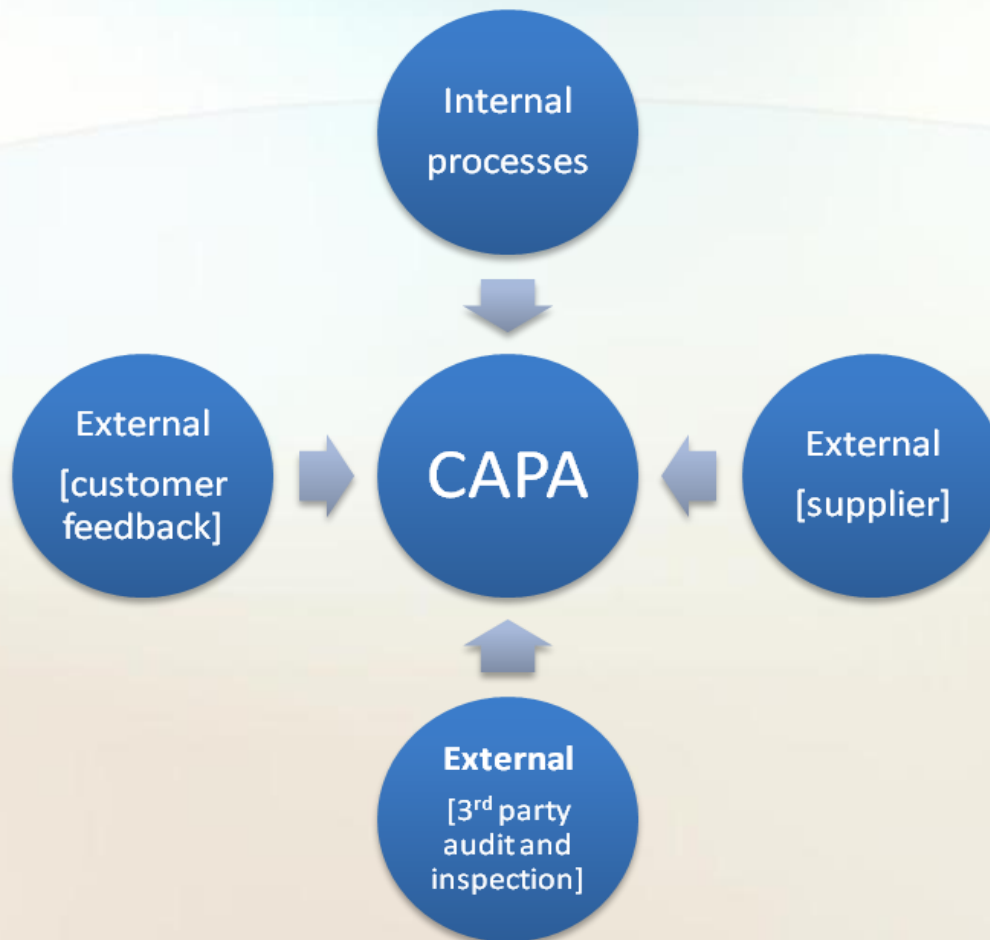 Internal
processes
External
[customer
feedback]
CAPA
External
[supplier]
External
[3rd party
audit and
inspection]